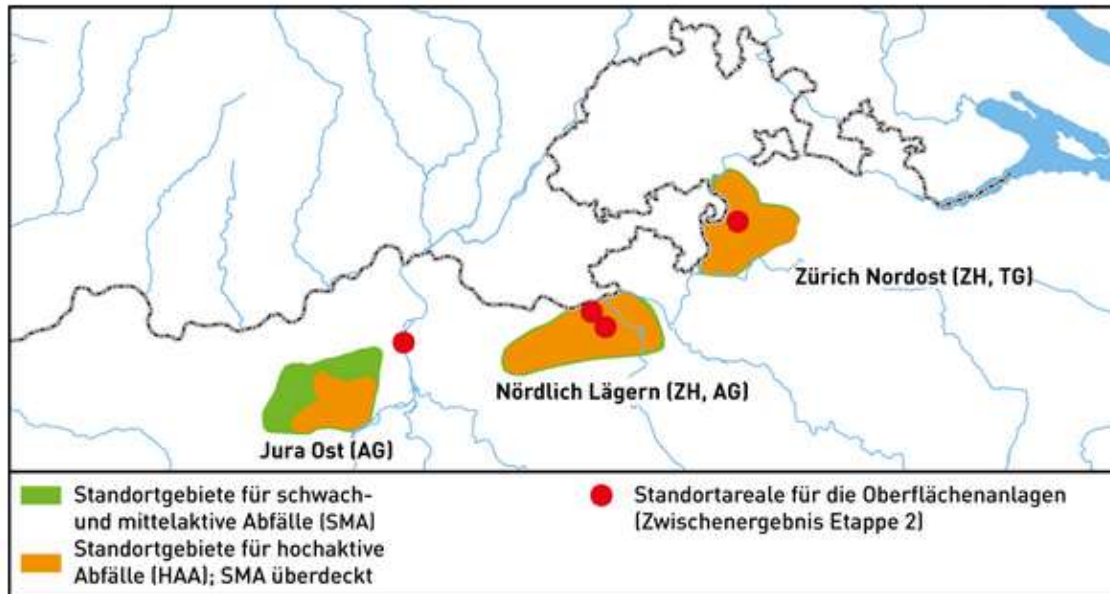 Zürich Nordost (ZH, TG)
Nördlich Lägern (ZH, AG)
Jura Ost (AG)
Standortgebiete für schwach-
und mittelaktive Abfälle (SMA)
Standortgebiete für hochaktive
Abfälle (HAA); SMA überdeckt
Standortareale für die Oberflächenanlagen
(Zwischenergebnis Etappe 2)